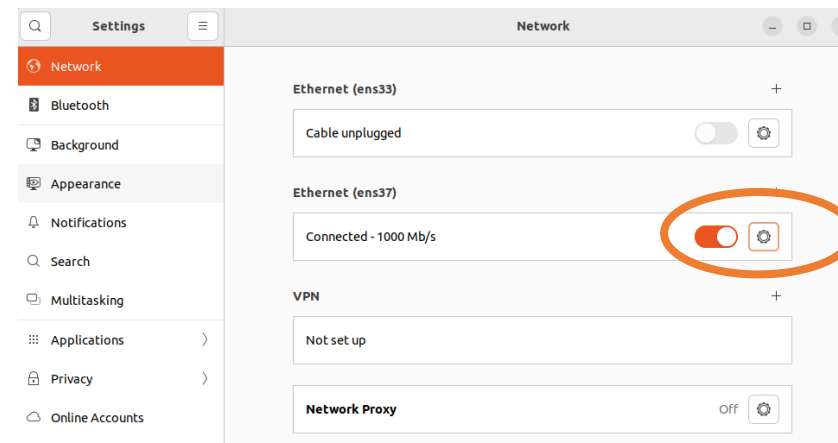 Settings
Network
Network
Bluetooth
Background
Appearance
Notifications
Search
Multitasking
Applications
Privacy
Online Accounts
Ethernet (ens33)
Cable unplugged
Ethernet (ens37)
Connected - 1000 Mb/s
VPN
Not set up
Network Proxy Off